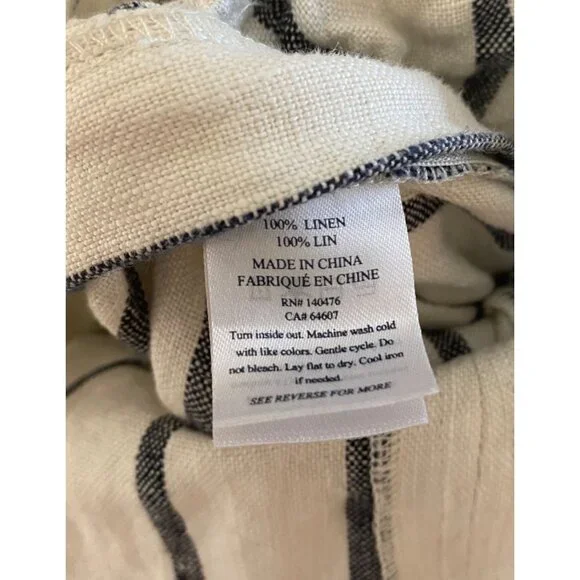 100% LINEN
100% LIN
MADE IN CHINA
FABRIQUÉ EN CHINE
RN# 140476
CA# 64607
Turn inside out. Machine wash cold
with like colors. Gentle cycle. Do
not bleach. Lay flat to dry. Cool iron
if needed.
SEE REVERSE FOR MORE